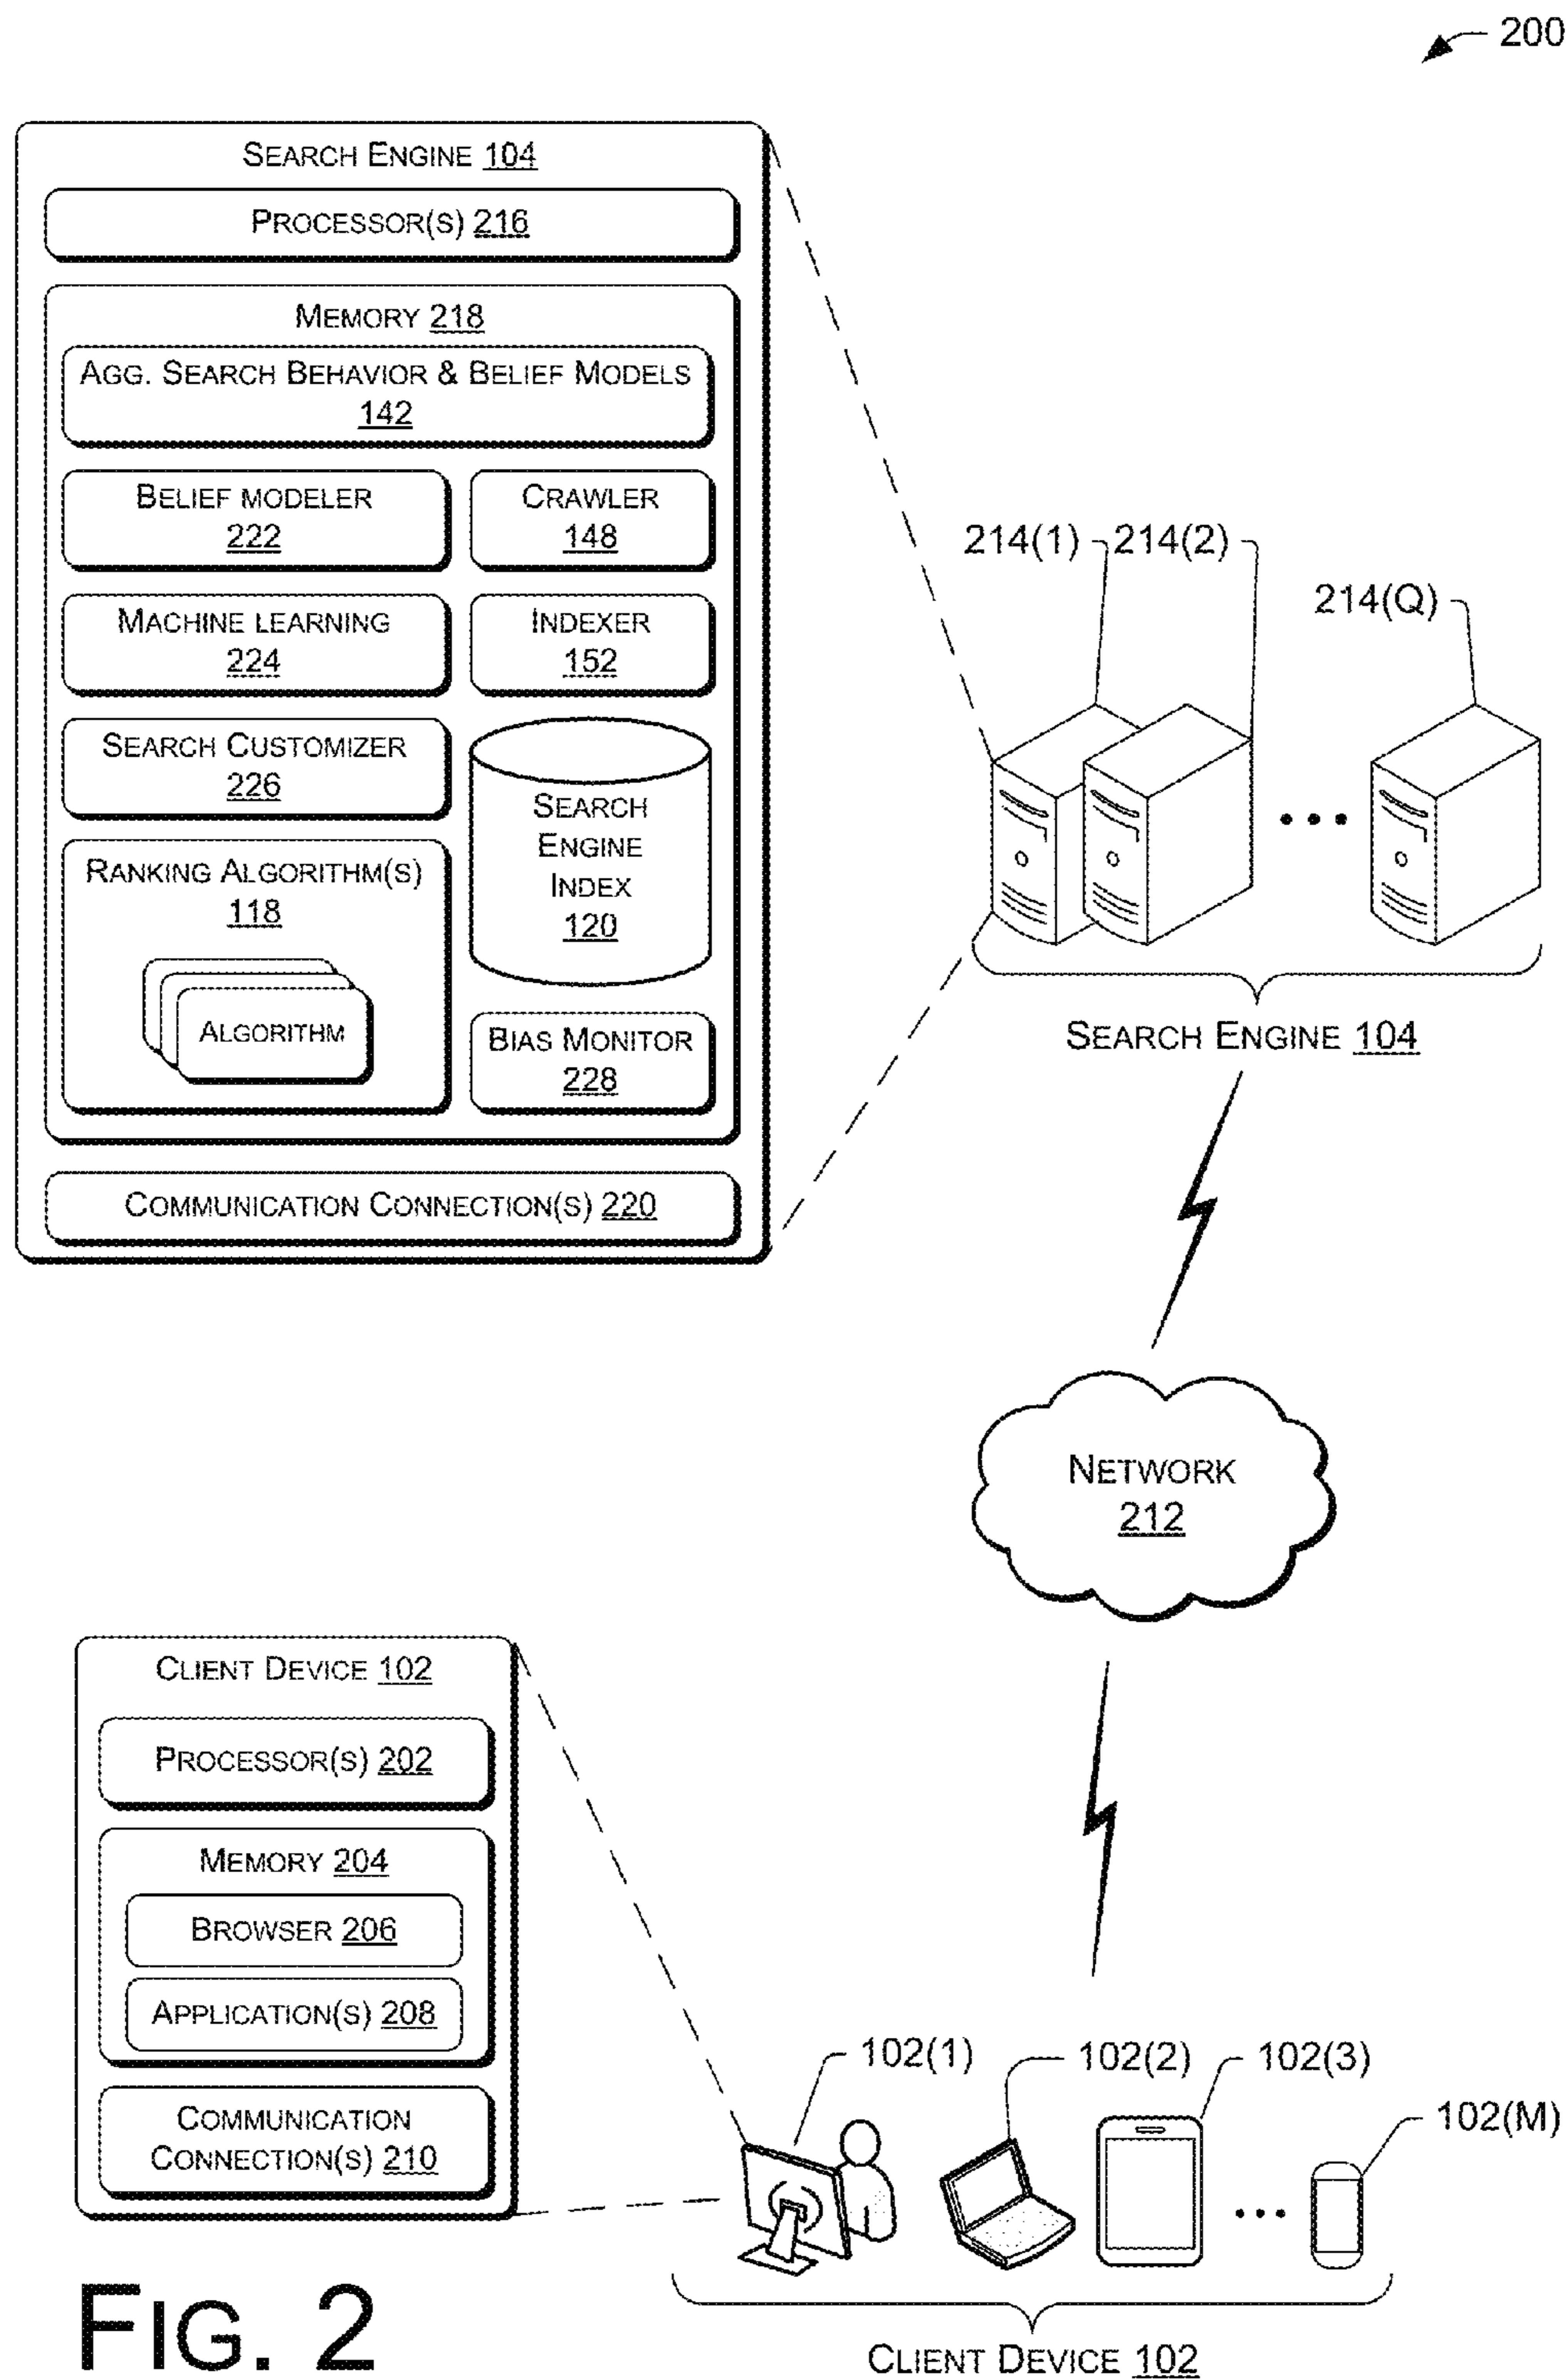 200
SEARCH ENGINE 104
PROCESSOR(S) 216
MEMORY 218
AGG. SEARCH BEHAVIOR & BELIEF MODELS
142
BELIEF MODELER
222
CRAWLER
148
MACHINE LEARNING
224
INDEXER
152
SEARCH CUSTOMIZER
226
SEARCH
ENGINE
INDEX
120
RANKING ALGORITHM(S)
118
ALGORITHM
BIAS MONITOR
228
COMMUNICATION CONNECTION(S) 220
214(1)
214(2)
214(Q)
SEARCH ENGINE 104
NETWORK
212
CLIENT DEVICE 102
PROCESSOR(S) 202
MEMORY 204
BROWSER 206
APPLICATION(S) 208
COMMUNICATION
CONNECTION(S) 210
102(1)
102(2)
102(3)
102(M)
CLIENT DEVICE 102
FIG. 2